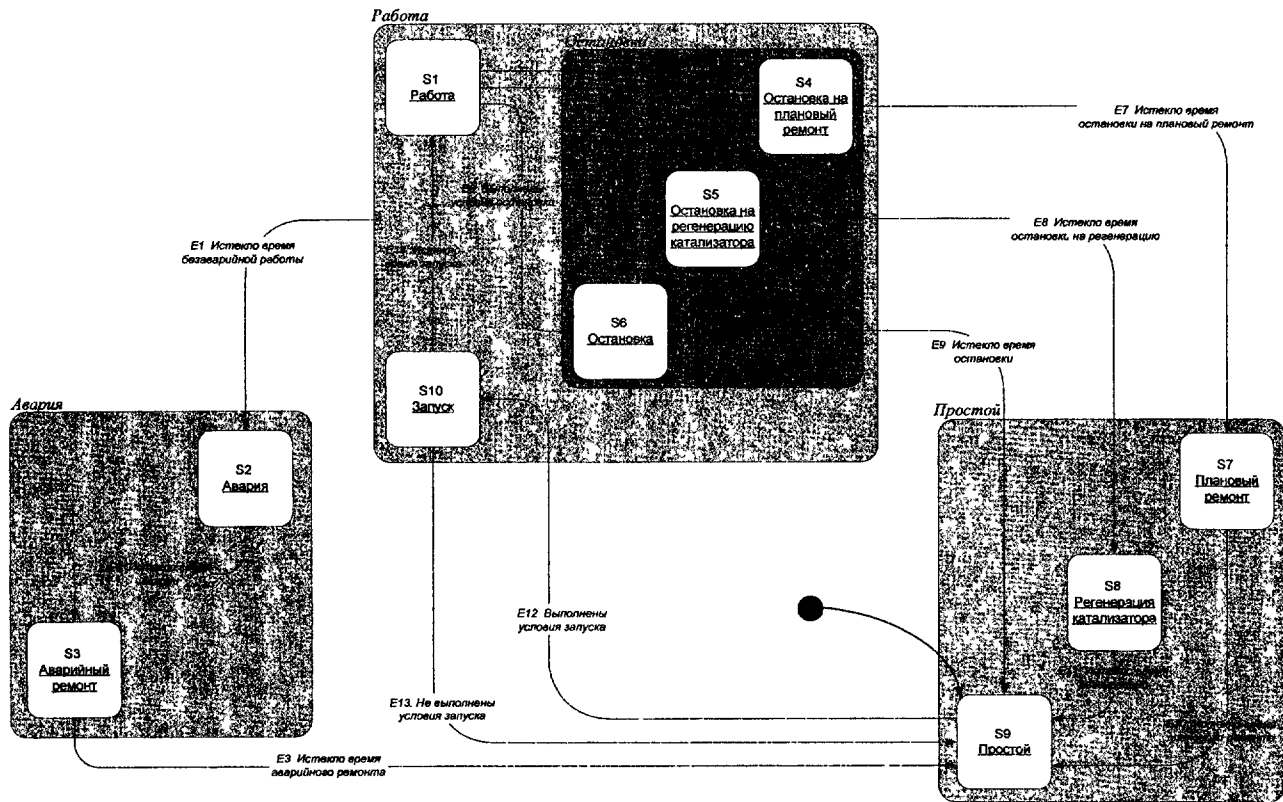 Работа
S1
Работа
S4
Остановка на
плановый
ремонт
E7 Истекло время
остановки на плановый ремонт
S5
Остановка на
регенерацию
катализатора
E1 Истекло время
безаварийной работы
E8 Истекло время
остановки на регенерацию
S6
Остановка
E9 Истекло время
остановки
S10
Запуск
Авария
Простой
S2
Авария
S7
Плановый
ремонт
S8
Регенерация
катализатора
E12 Выполнены
условия запуска
S3
Аварийный
ремонт
E13. Не выполнены
условия запуска
S9
Простой
E3 Истекло время
аварийного ремонта